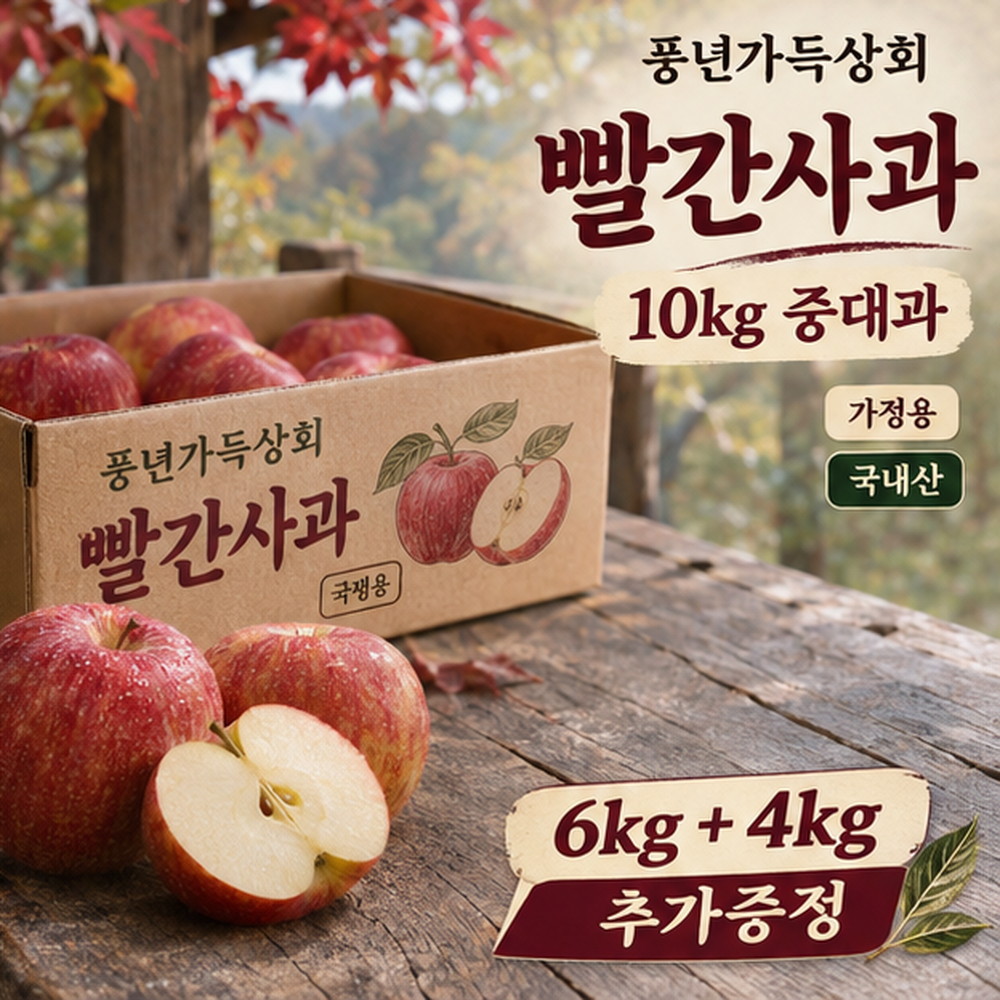 풍년가득상회
빨간사과
10kg 중대과
가정용
국내산
풍년가득상회
빨간사과
국잼용
6kg + 4kg
추가증정